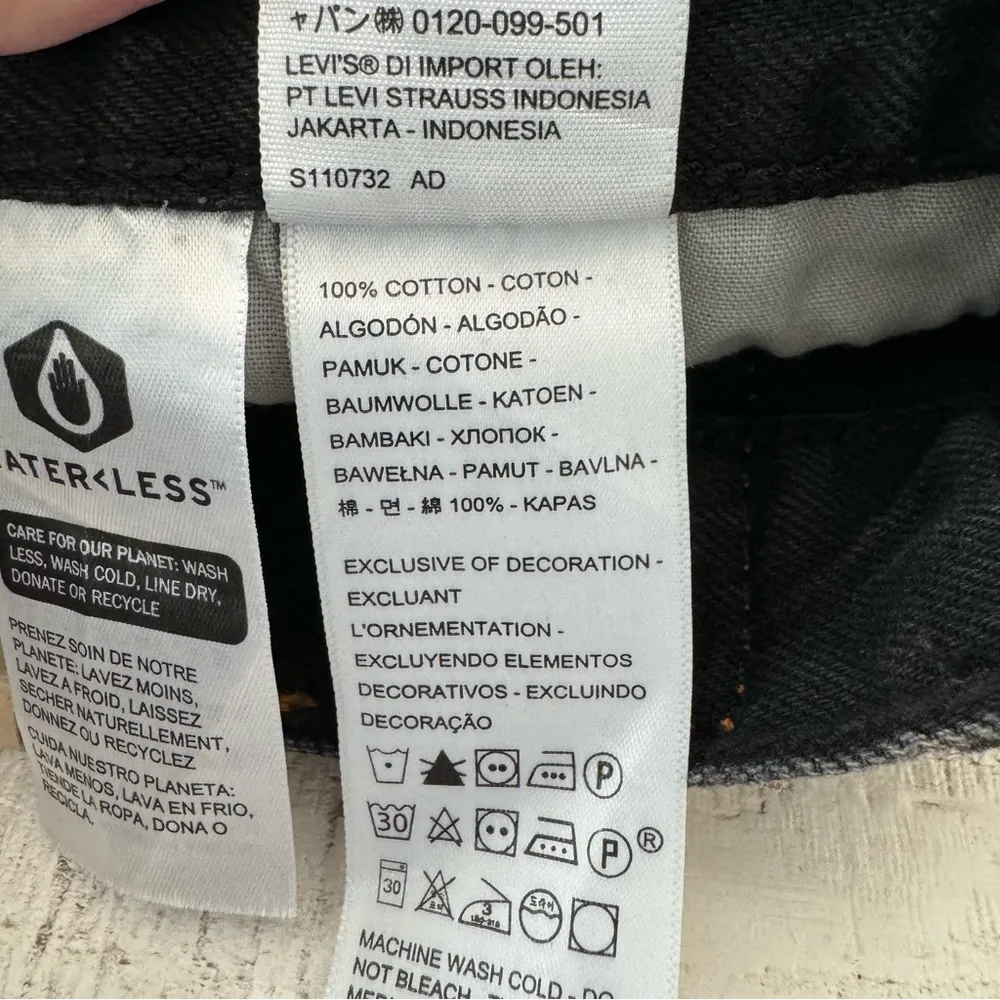 ャパン㈱ 0120-099-501
LEVI'S® DI IMPORT OLEH:
PT LEVI STRAUSS INDONESIA
JAKARTA - INDONESIA
S110732 AD
100% COTTON - COTON -
ALGODÓN - ALGODÃO -
PAMUK - COTONE -
BAUMWOLLE - KATOEN -
BAMBAKI - ХЛОПОК -
BAWEŁNA - PAMUT - BAVLNA -
棉 - 면 - 綿 100% - KAPAS
EXCLUSIVE OF DECORATION -
EXCLUANT
L'ORNEMENTATION -
EXCLUYENDO ELEMENTOS
DECORATIVOS - EXCLUINDO
DECORAÇÃO
P
30 P ®
30 3 드라이
MACHINE WASH COLD - DO
NOT BLEACH
ATER<LESS™
CARE FOR OUR PLANET: WASH
LESS, WASH COLD, LINE DRY,
DONATE OR RECYCLE
PRENEZ SOIN DE NOTRE
PLANETE: LAVEZ MOINS,
LAVEZ A FROID, LAISSEZ
SECHER NATURELLEMENT,
DONNEZ OU RECYCLEZ
CUIDA NUESTRO PLANETA:
LAVA MENOS, LAVA EN FRIO,
TIENDE LA ROPA, DONA O
RECICLA.